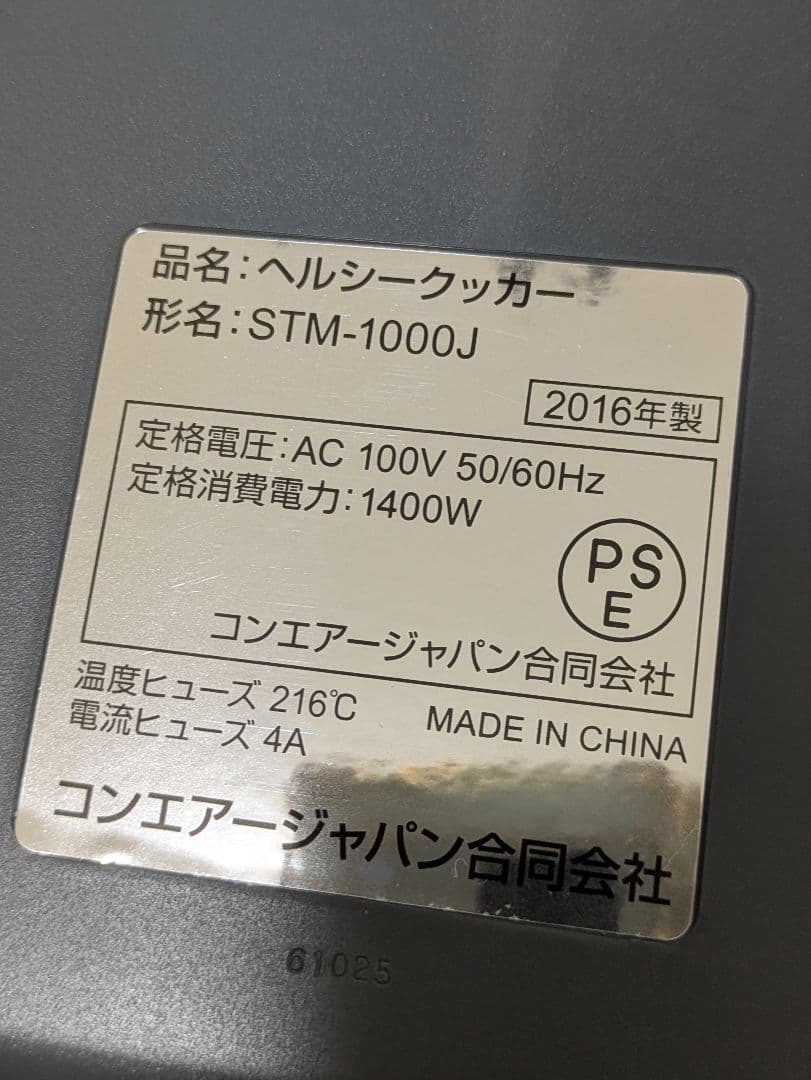 品名：ヘルシークッカー
形名：STM-1000J
2016年製
定格電圧：AC 100V 50/60Hz
定格消費電力：1400W
PS
E
コンエアージャパン合同会社
温度ヒューズ 216℃
電流ヒューズ 4A
MADE IN CHINA
コンエアージャパン合同会社
61025